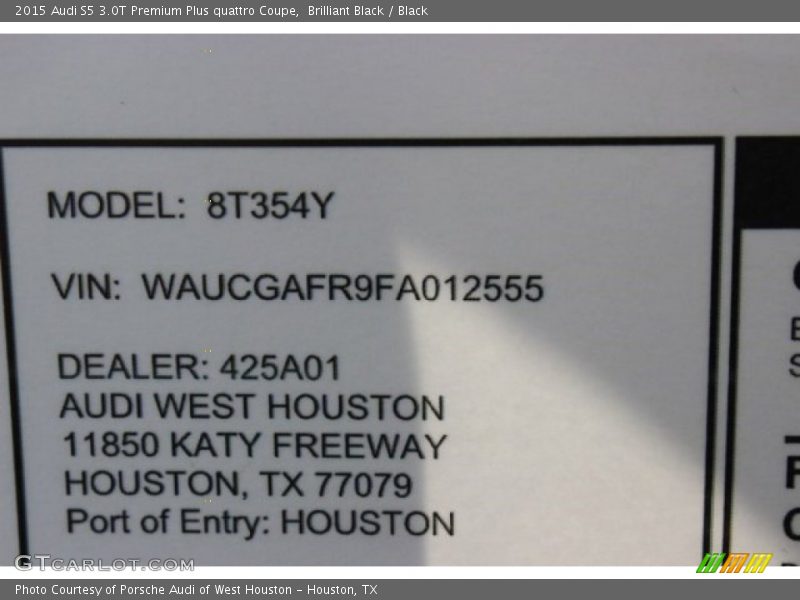 2015 Audi S5 3.0T Premium Plus quattro Coupe,  Brilliant Black / Black
MODEL: 8T354Y
VIN: WAUCGAFR9FA012555
DEALER: 425A01
AUDI WEST HOUSTON
11850 KATY FREEWAY
HOUSTON, TX 77079
Port of Entry: HOUSTON
GTCARLOT.COM
Photo Courtesy of Porsche Audi of West Houston – Houston, TX